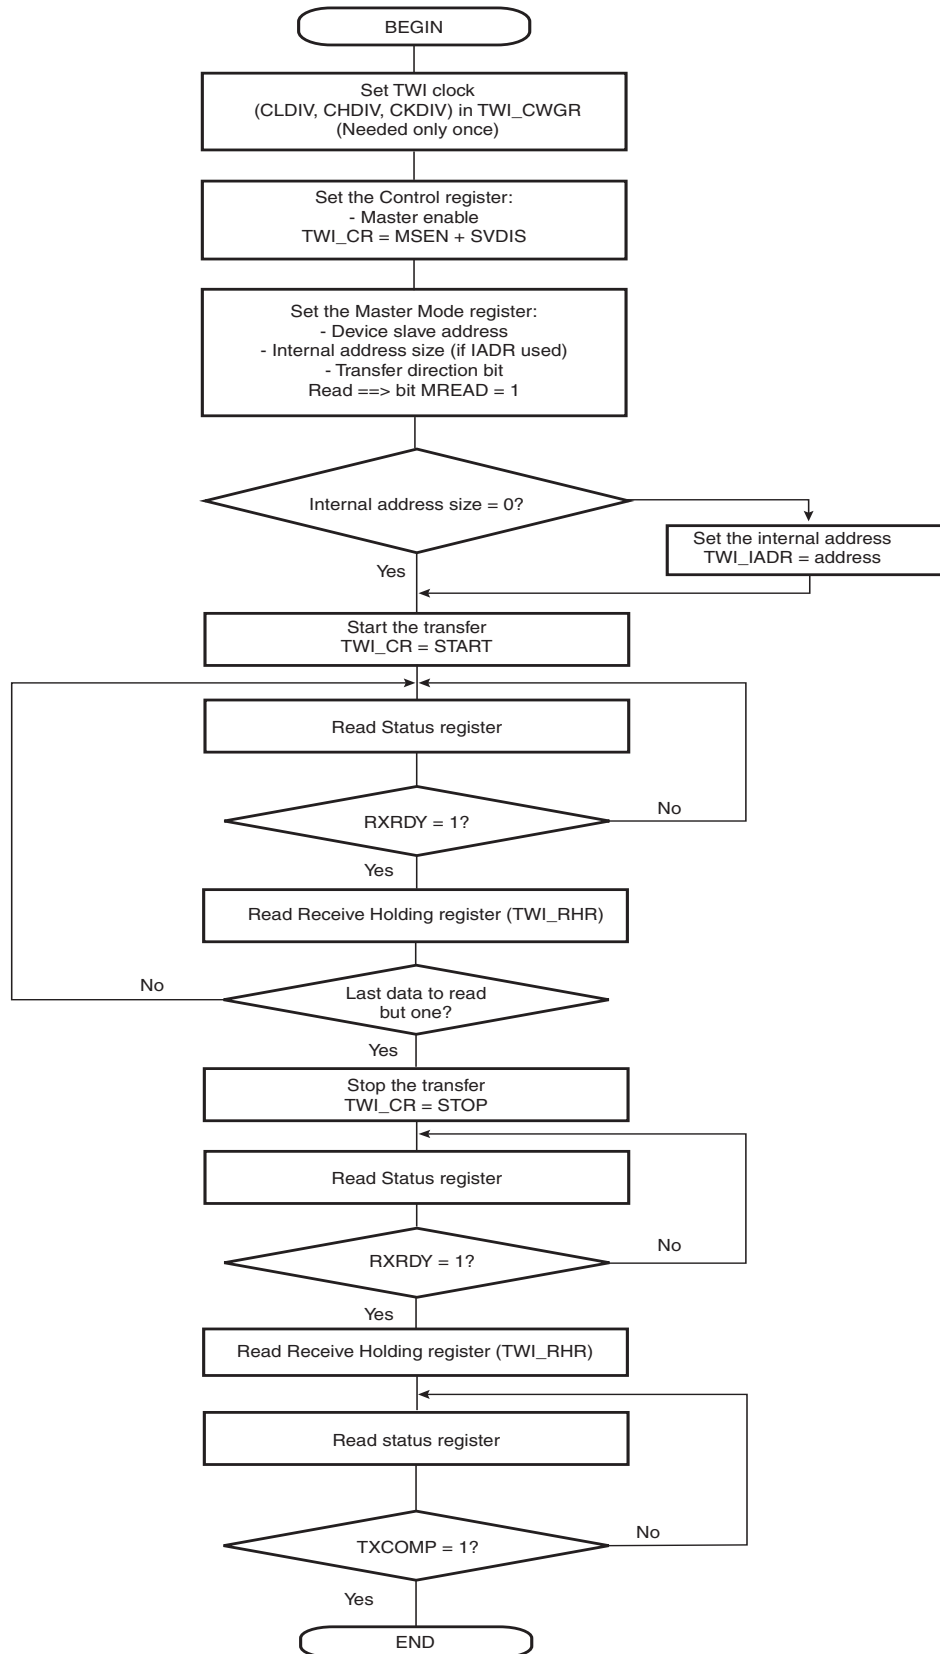 BEGIN
Set TWI clock
(CLDIV, CHDIV, CKDIV) in TWI_CWGR
(Needed only once)
Set the Control register:
- Master enable
TWI_CR = MSEN + SVDIS
Set the Master Mode register:
- Device slave address
- Internal address size (if IADR used)
- Transfer direction bit
Read ==> bit MREAD = 1
Internal address size = 0?
Set the internal address
TWI_IADR = address
Yes
Start the transfer
TWI_CR = START
Read Status register
RXRDY = 1?
No
Yes
Read Receive Holding register (TWI_RHR)
Last data to read
but one?
No
Yes
Stop the transfer
TWI_CR = STOP
Read Status register
RXRDY = 1?
No
Yes
Read Receive Holding register (TWI_RHR)
Read status register
TXCOMP = 1?
No
Yes
END